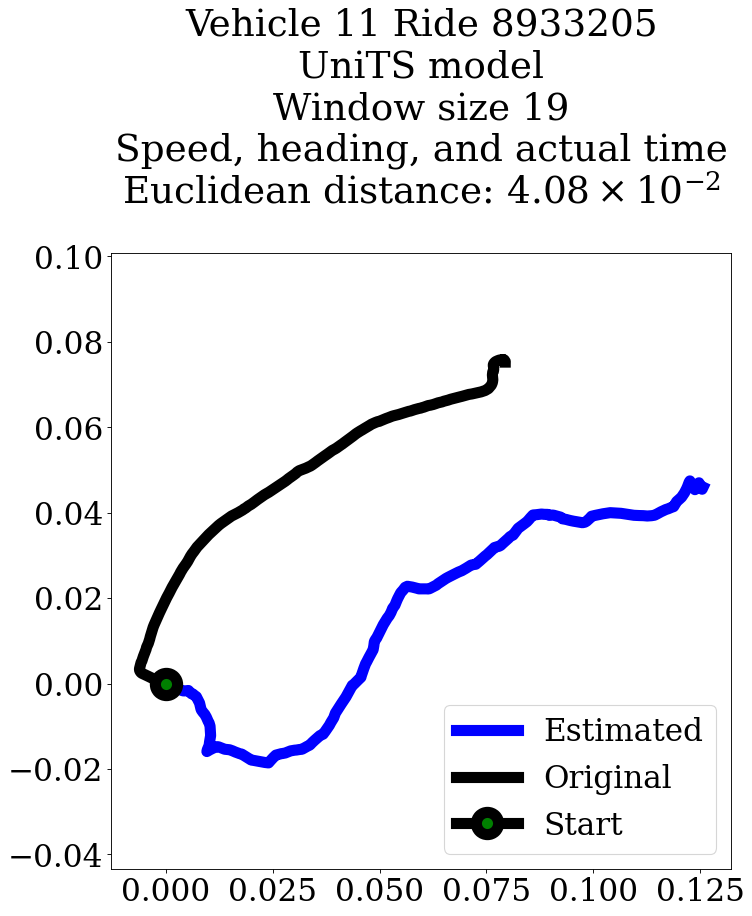 Vehicle 11 Ride 8933205
UniTS model
Window size 19
Speed, heading, and actual time
Euclidean distance: 4.08 × 10⁻²
0.10
0.08
0.06
0.04
0.02
0.00
−0.02
−0.04
Estimated
Original
Start
0.000 0.025 0.050 0.075 0.100 0.125